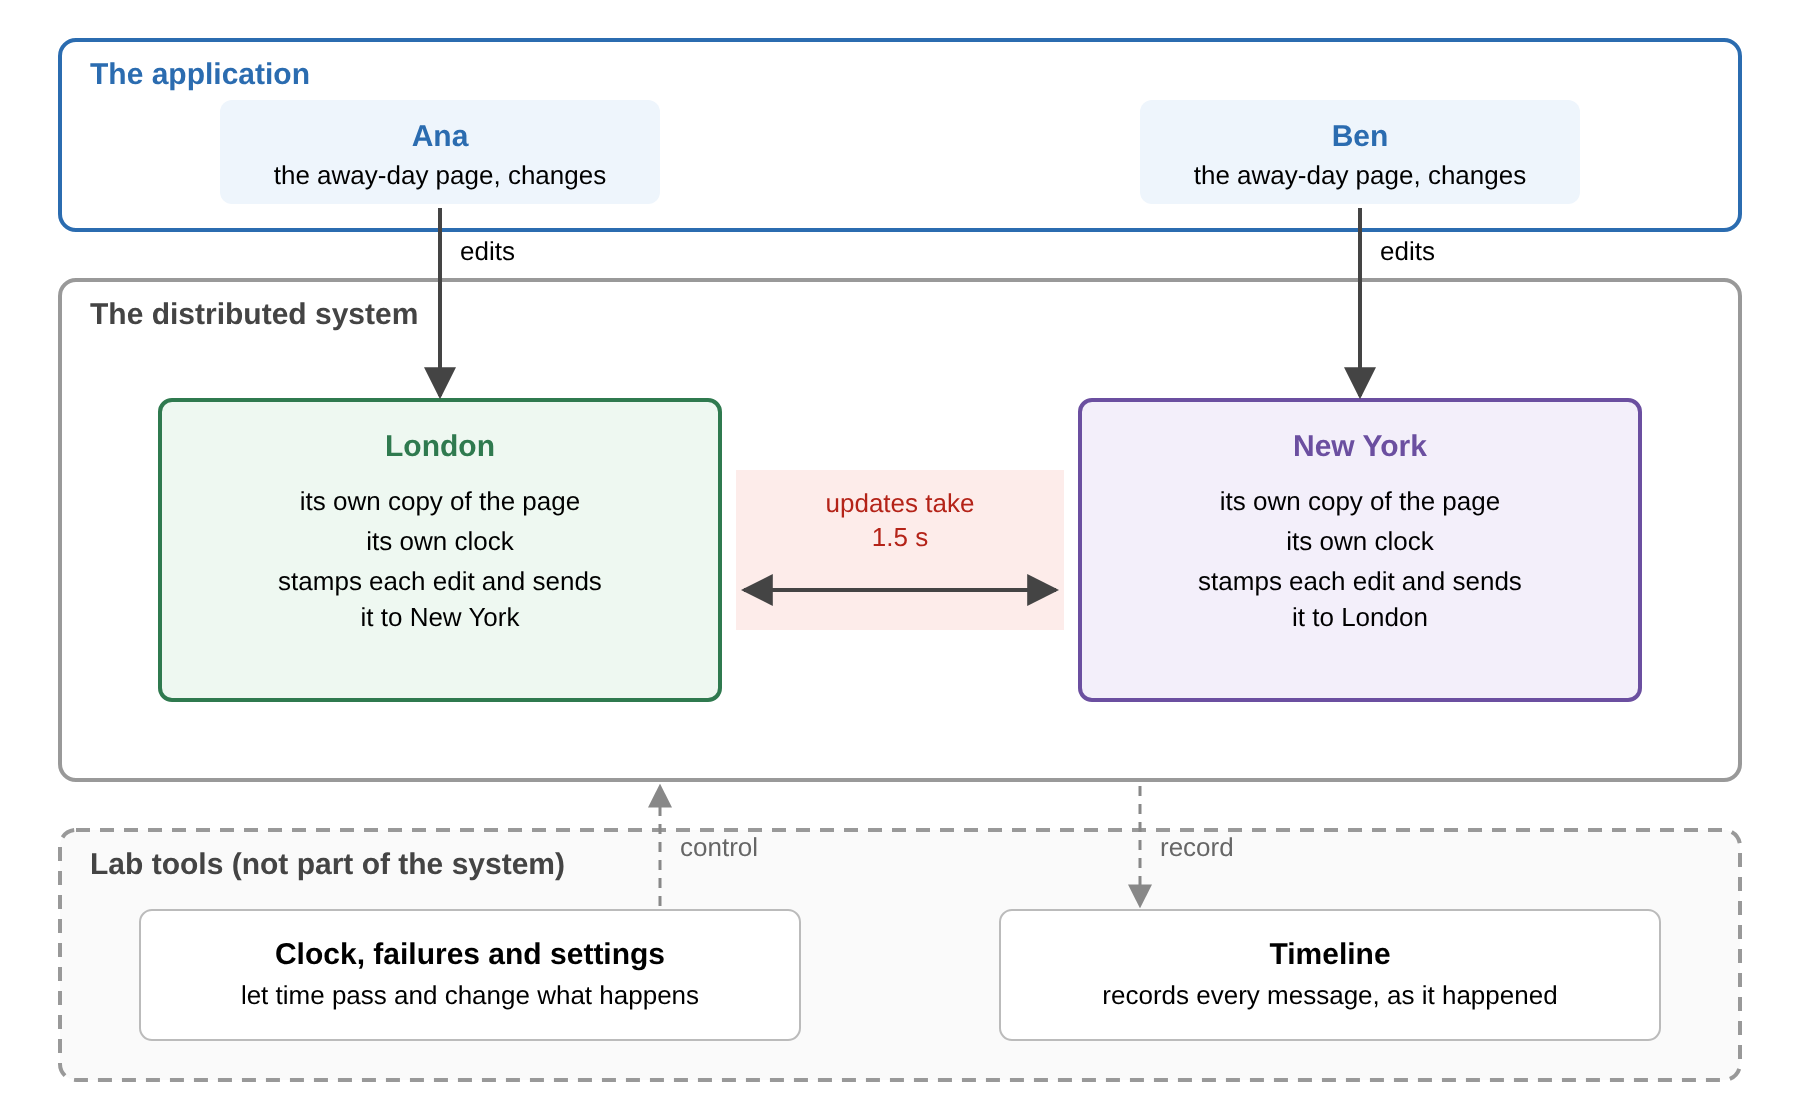 The application
Ana
the away-day page, changes
Ben
the away-day page, changes
edits
edits
The distributed system
London
its own copy of the page
its own clock
stamps each edit and sends
it to New York
updates take
1.5 s
New York
its own copy of the page
its own clock
stamps each edit and sends
it to London
control
record
Lab tools (not part of the system)
Clock, failures and settings
let time pass and change what happens
Timeline
records every message, as it happened